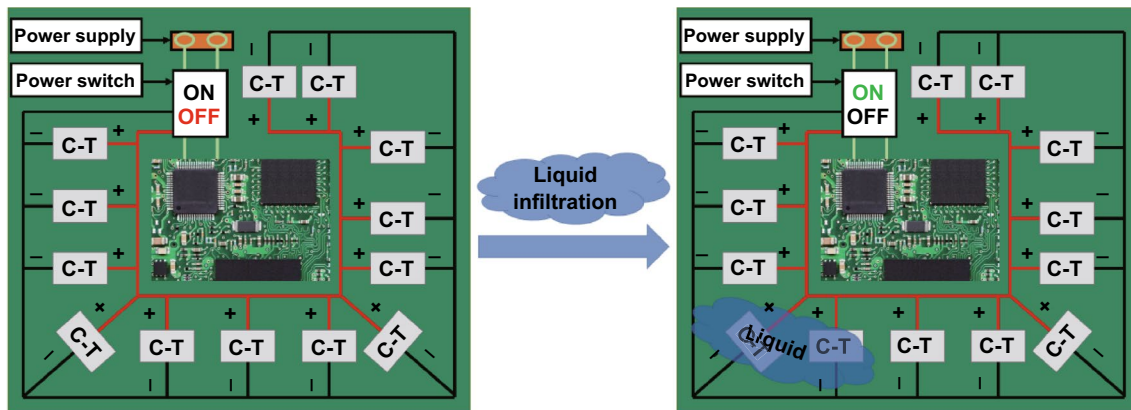 Power supply
Power switch
ON
OFF
C-T
C-T
–
–
+
+
–
+
C-T
+
C-T
–
–
+
C-T
+
C-T
–
–
+
C-T
+
C-T
–
+
+
+
+
+
C-T
C-T
C-T
C-T
C-T
–
–
–
–
–
Liquid
infiltration
Power supply
Power switch
ON
OFF
C-T
C-T
–
–
+
+
–
+
C-T
+
C-T
–
–
+
C-T
+
C-T
–
–
+
C-T
+
C-T
–
+
+
+
+
+
C-T
Liquid
C-T
C-T
C-T
C-T
–
–
–
–
–